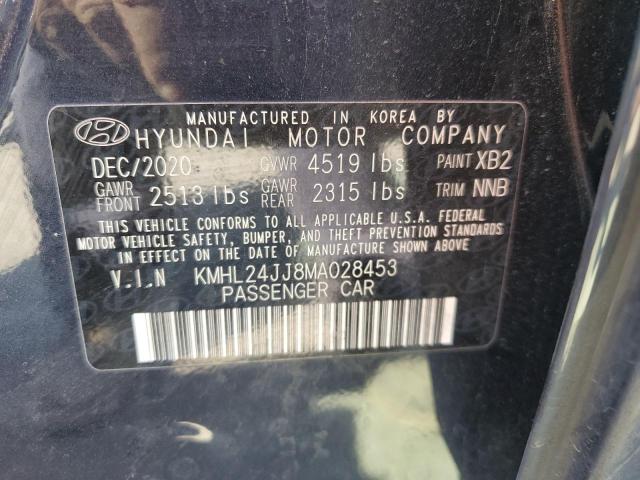 MANUFACTURED IN KOREA BY
HYUNDAI MOTOR COMPANY
DEC/2020 GVWR 4519 lbs PAINT XB2
GAWR FRONT 2513 lbs GAWR REAR 2315 lbs TRIM NNB
THIS VEHICLE CONFORMS TO ALL APPLICABLE U.S.A. FEDERAL
MOTOR VEHICLE SAFETY, BUMPER, AND THEFT PREVENTION STANDARDS
IN EFFECT ON THE DATE OF MANUFACTURE SHOWN ABOVE.
V.I.N KMHL24JJ8MA028453
PASSENGER CAR